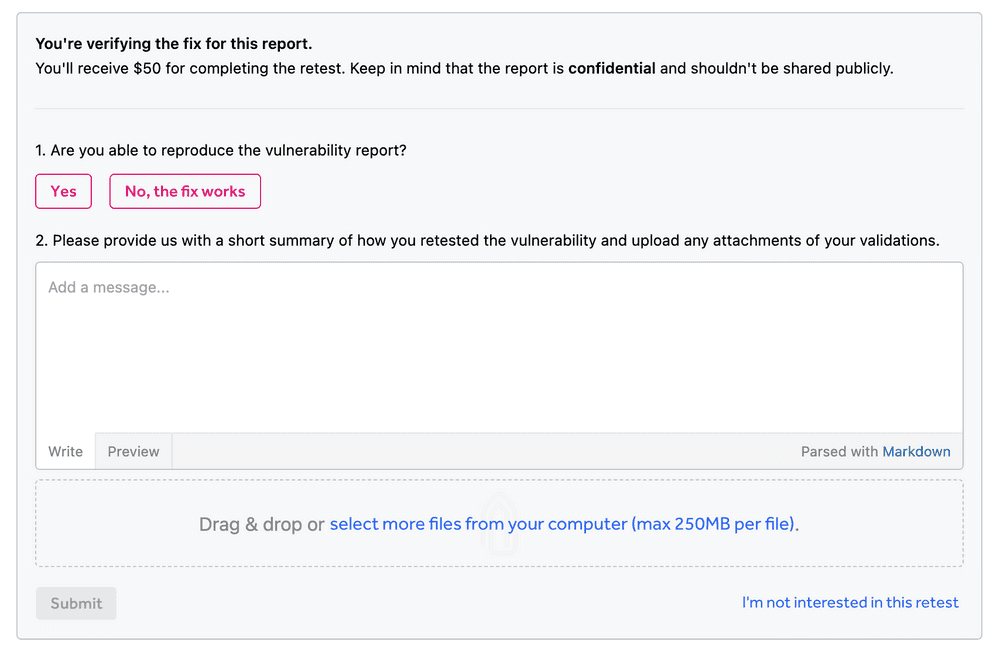 You're verifying the fix for this report.
You'll receive $50 for completing the retest. Keep in mind that the report is confidential and shouldn't be shared publicly.
1. Are you able to reproduce the vulnerability report?
Yes
No, the fix works
2. Please provide us with a short summary of how you retested the vulnerability and upload any attachments of your validations.
Add a message...
Write
Preview
Parsed with Markdown
Drag & drop or select more files from your computer (max 250MB per file).
Submit
I'm not interested in this retest